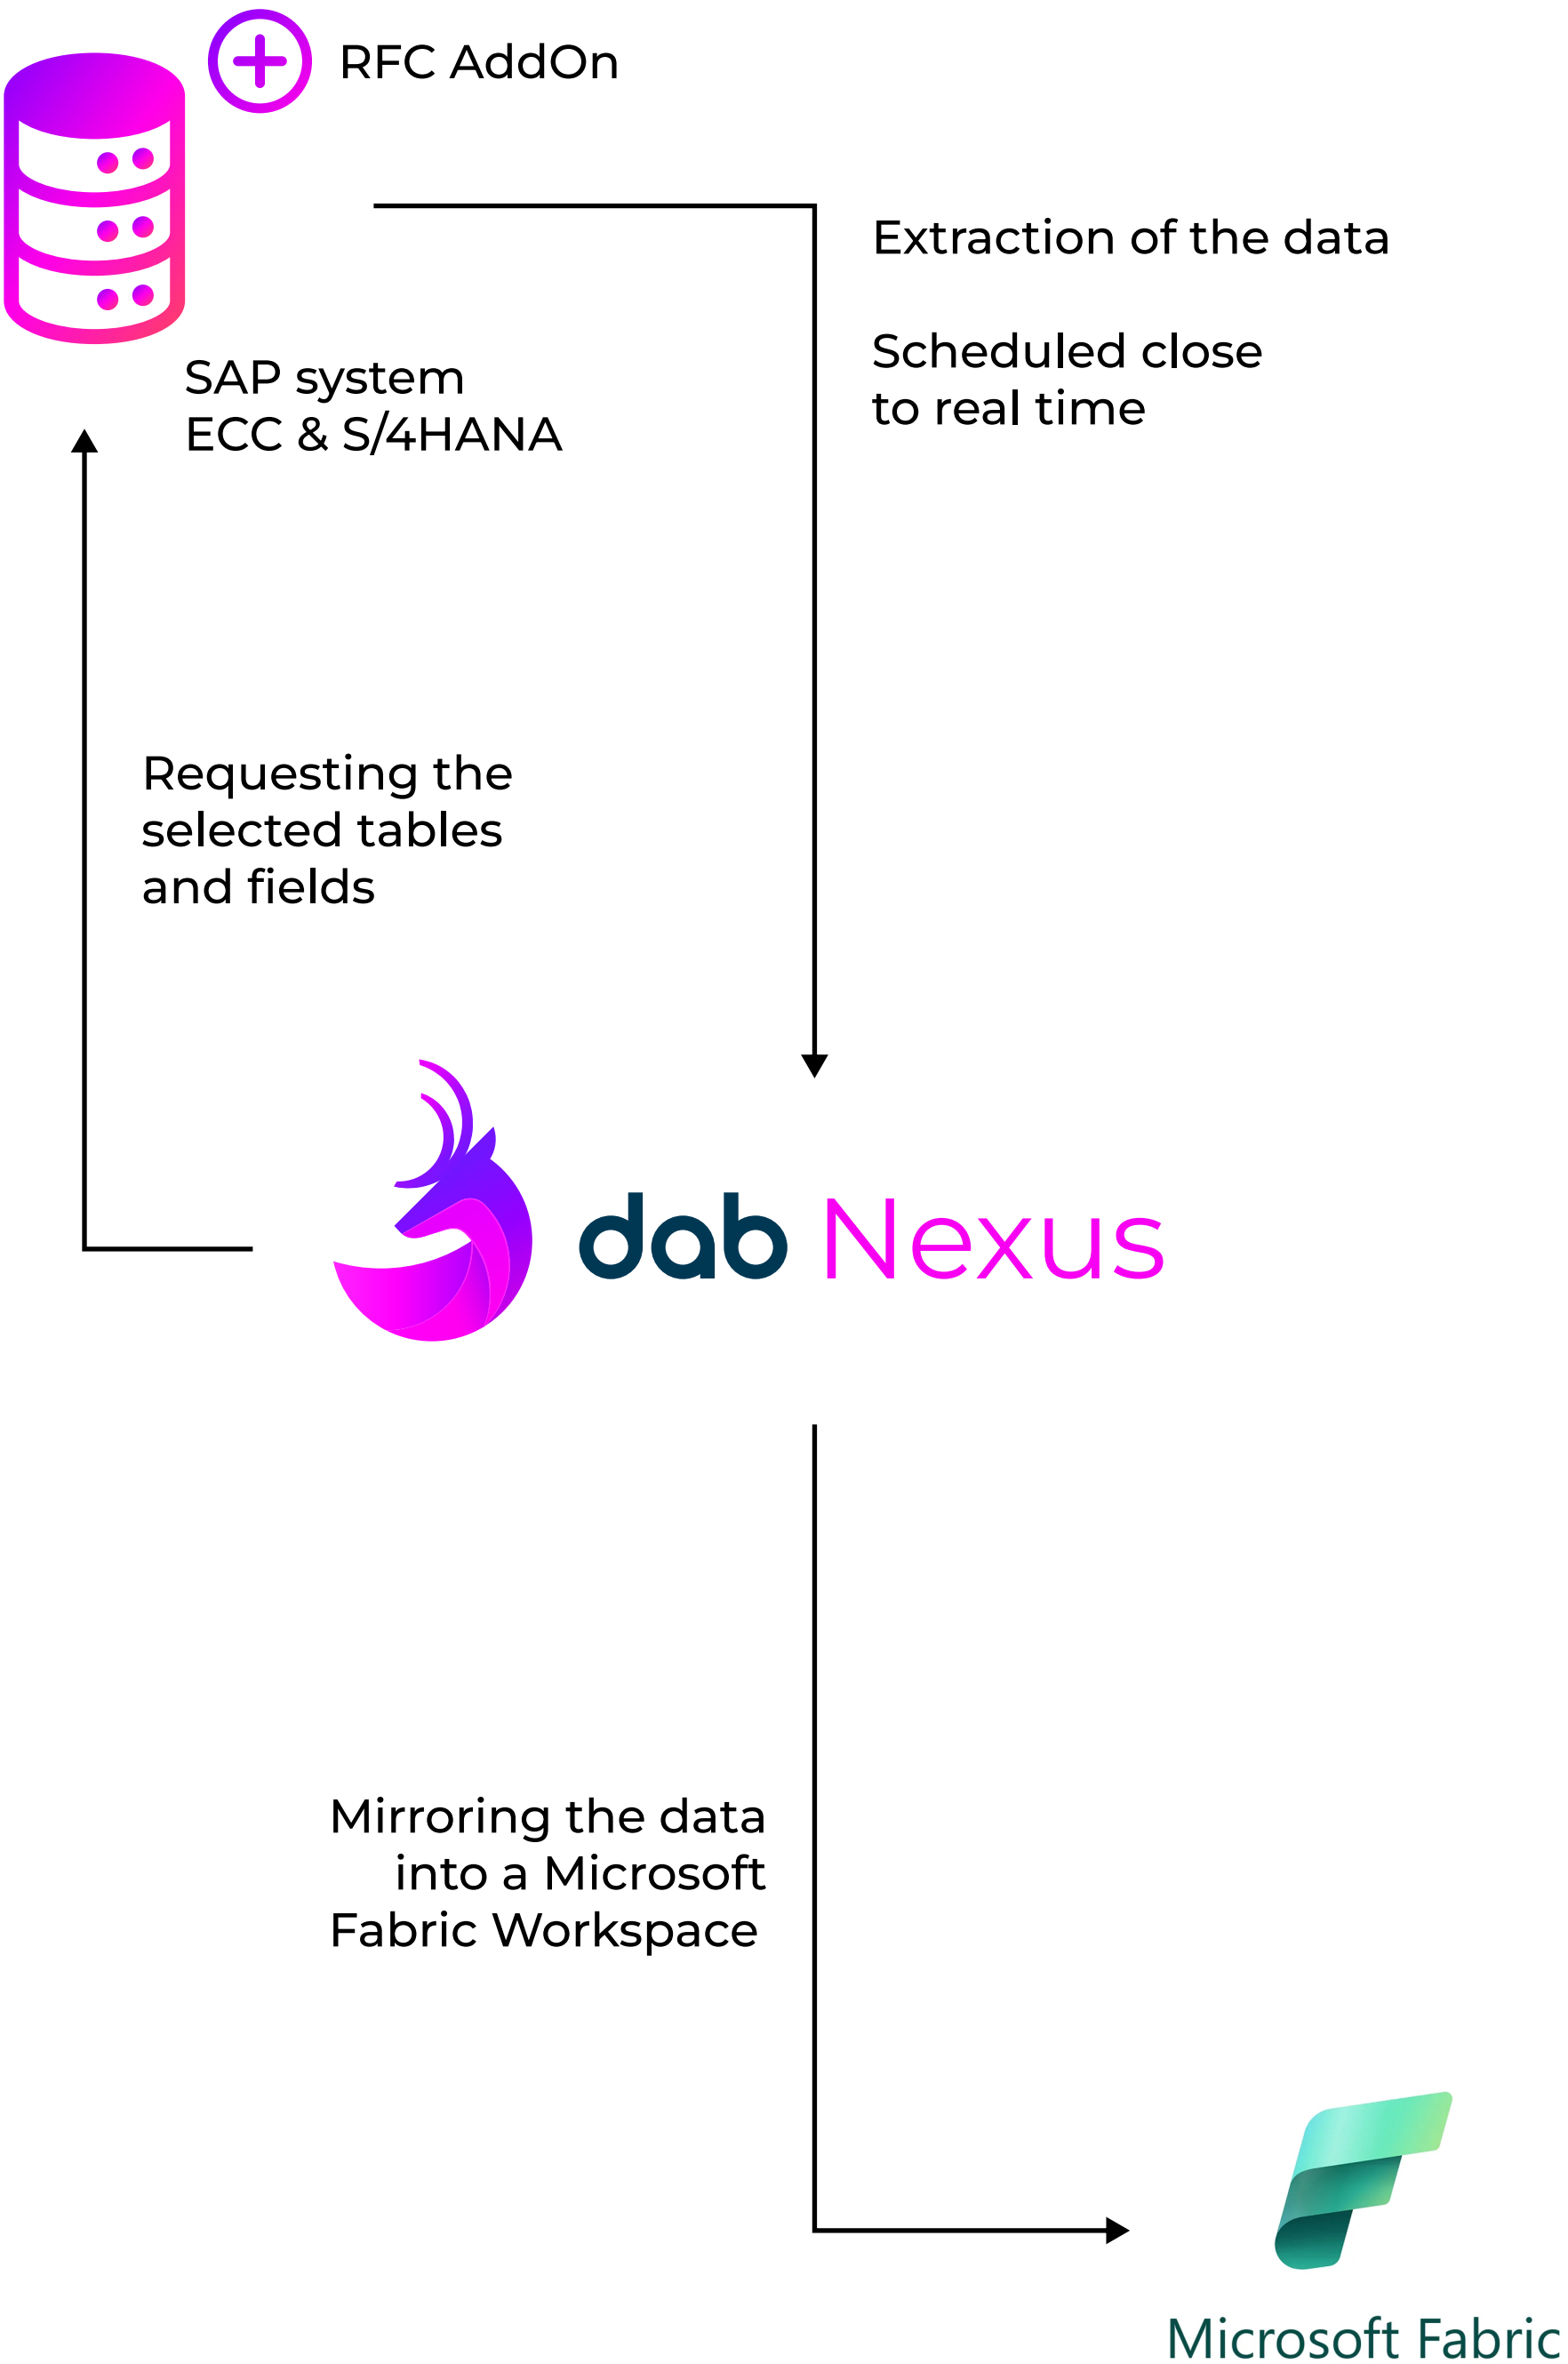 RFC AddOn
Extraction of the data
Scheduled close
to real time
SAP system
ECC & S/4HANA
Requesting the
selected tables
and fields
dab Nexus
Mirroring the data
into a Microsoft
Fabric Workspace
Microsoft Fabric